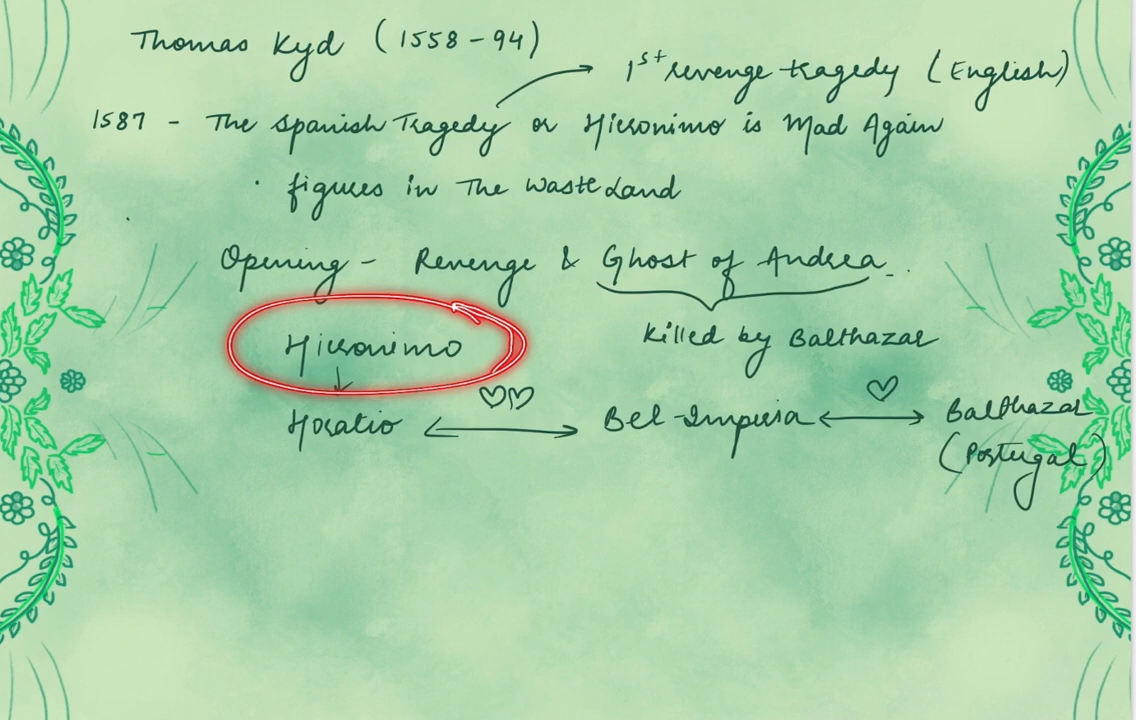 Thomas Kyd (1558-94)
1st revenge tragedy (English)
1587 - The Spanish Tragedy or Hieronimo is Mad Again
· figures in The Waste Land
Opening - Revenge & Ghost of Andrea
Killed by Balthazar
Hieronimo
Horatio Bel-Imperia Balthazar
(Portugal)